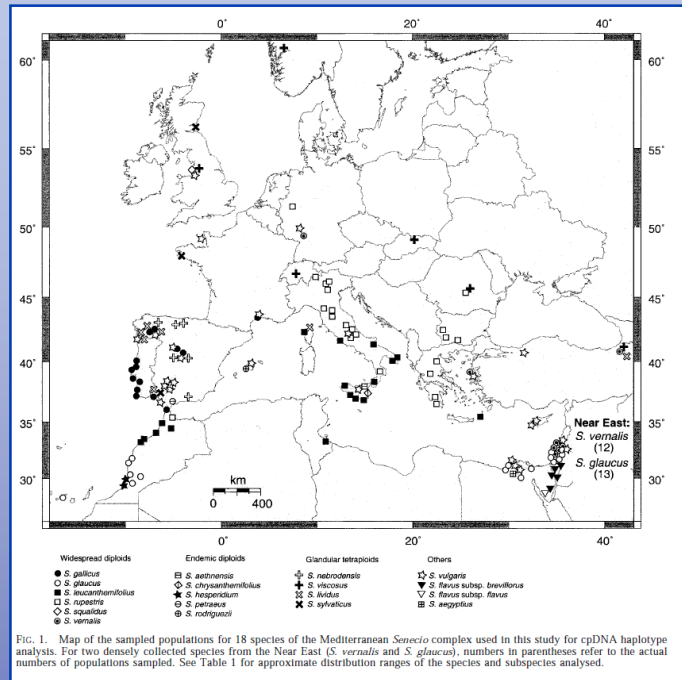 0° 20° 40°
60° 60°
55° 55°
50° 50°
45° 45°
40° 40°
35° 35°
30° 30°
Near East:
S. vernalis
(12)
S. glaucus
(13)
km
0 400
0° 20° 40°
Widespread diploids
S. gallicus
S. glaucus
S. leucanthemifolius
S. rupestris
S. squalidus
S. vernalis
Endemic diploids
S. aethnensis
S. chrysanthemifolius
S. hesperidium
S. petraeus
S. rodriguezii
Glandular tetraploids
S. nebrodensis
S. viscosus
S. lividus
S. sylvaticus
Others
S. vulgaris
S. flavus subsp. breviflorus
S. flavus subsp. flavus
S. aegyptius
FIG. 1. Map of the sampled populations for 18 species of the Mediterranean Senecio complex used in this study for cpDNA haplotype
analysis. For two densely collected species from the Near East (S. vernalis and S. glaucus), numbers in parentheses refer to the actual
numbers of populations sampled. See Table 1 for approximate distribution ranges of the species and subspecies analysed.